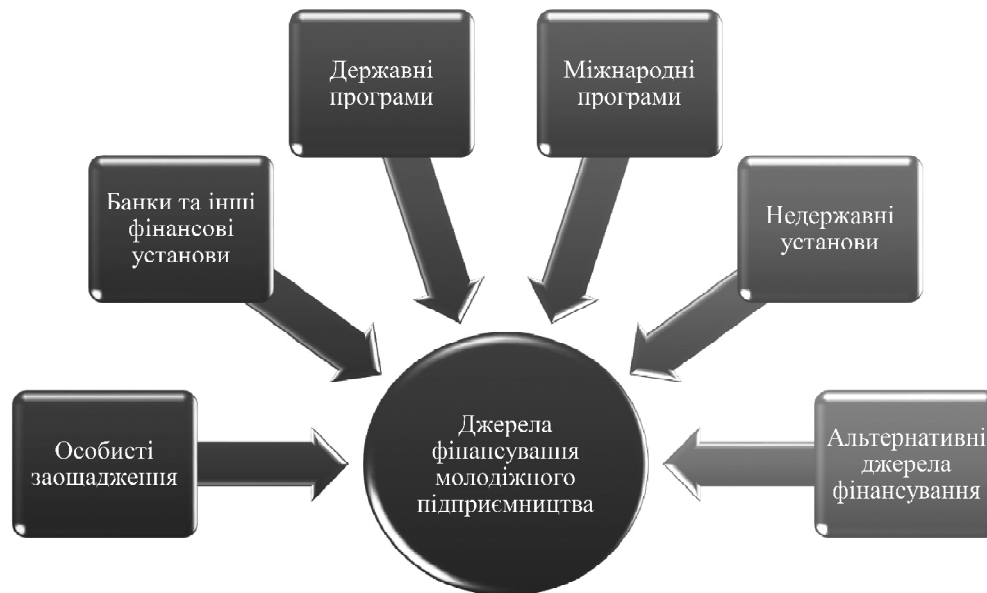 Державні
програми
Міжнародні
програми
Банки та інші
фінансові
установи
Недержавні
установи
Особисті
заощадження
Джерела
фінансування
молодіжного
підприємництва
Альтернативні
джерела
фінансування